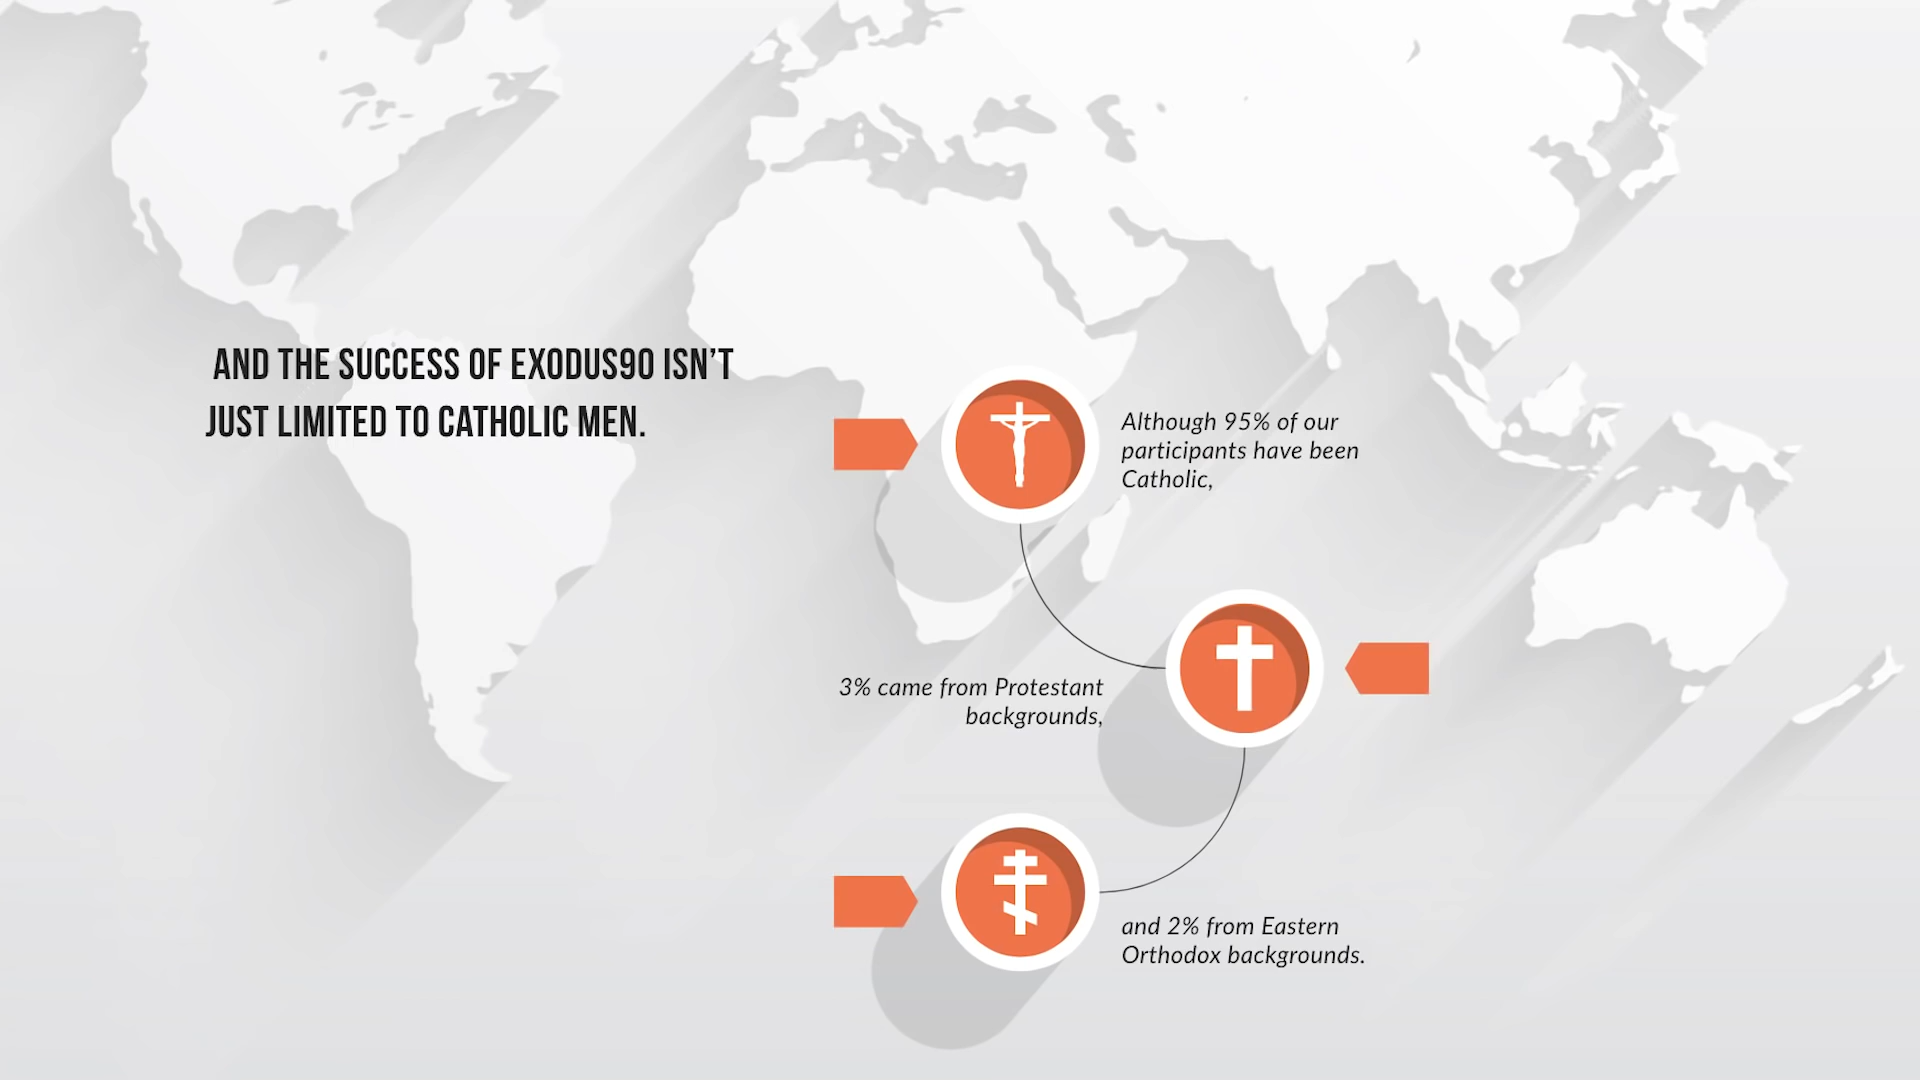 AND THE SUCCESS OF EXODUS90 ISN’T
JUST LIMITED TO CATHOLIC MEN.
Although 95% of our
participants have been
Catholic,
3% came from Protestant
backgrounds,
and 2% from Eastern
Orthodox backgrounds.